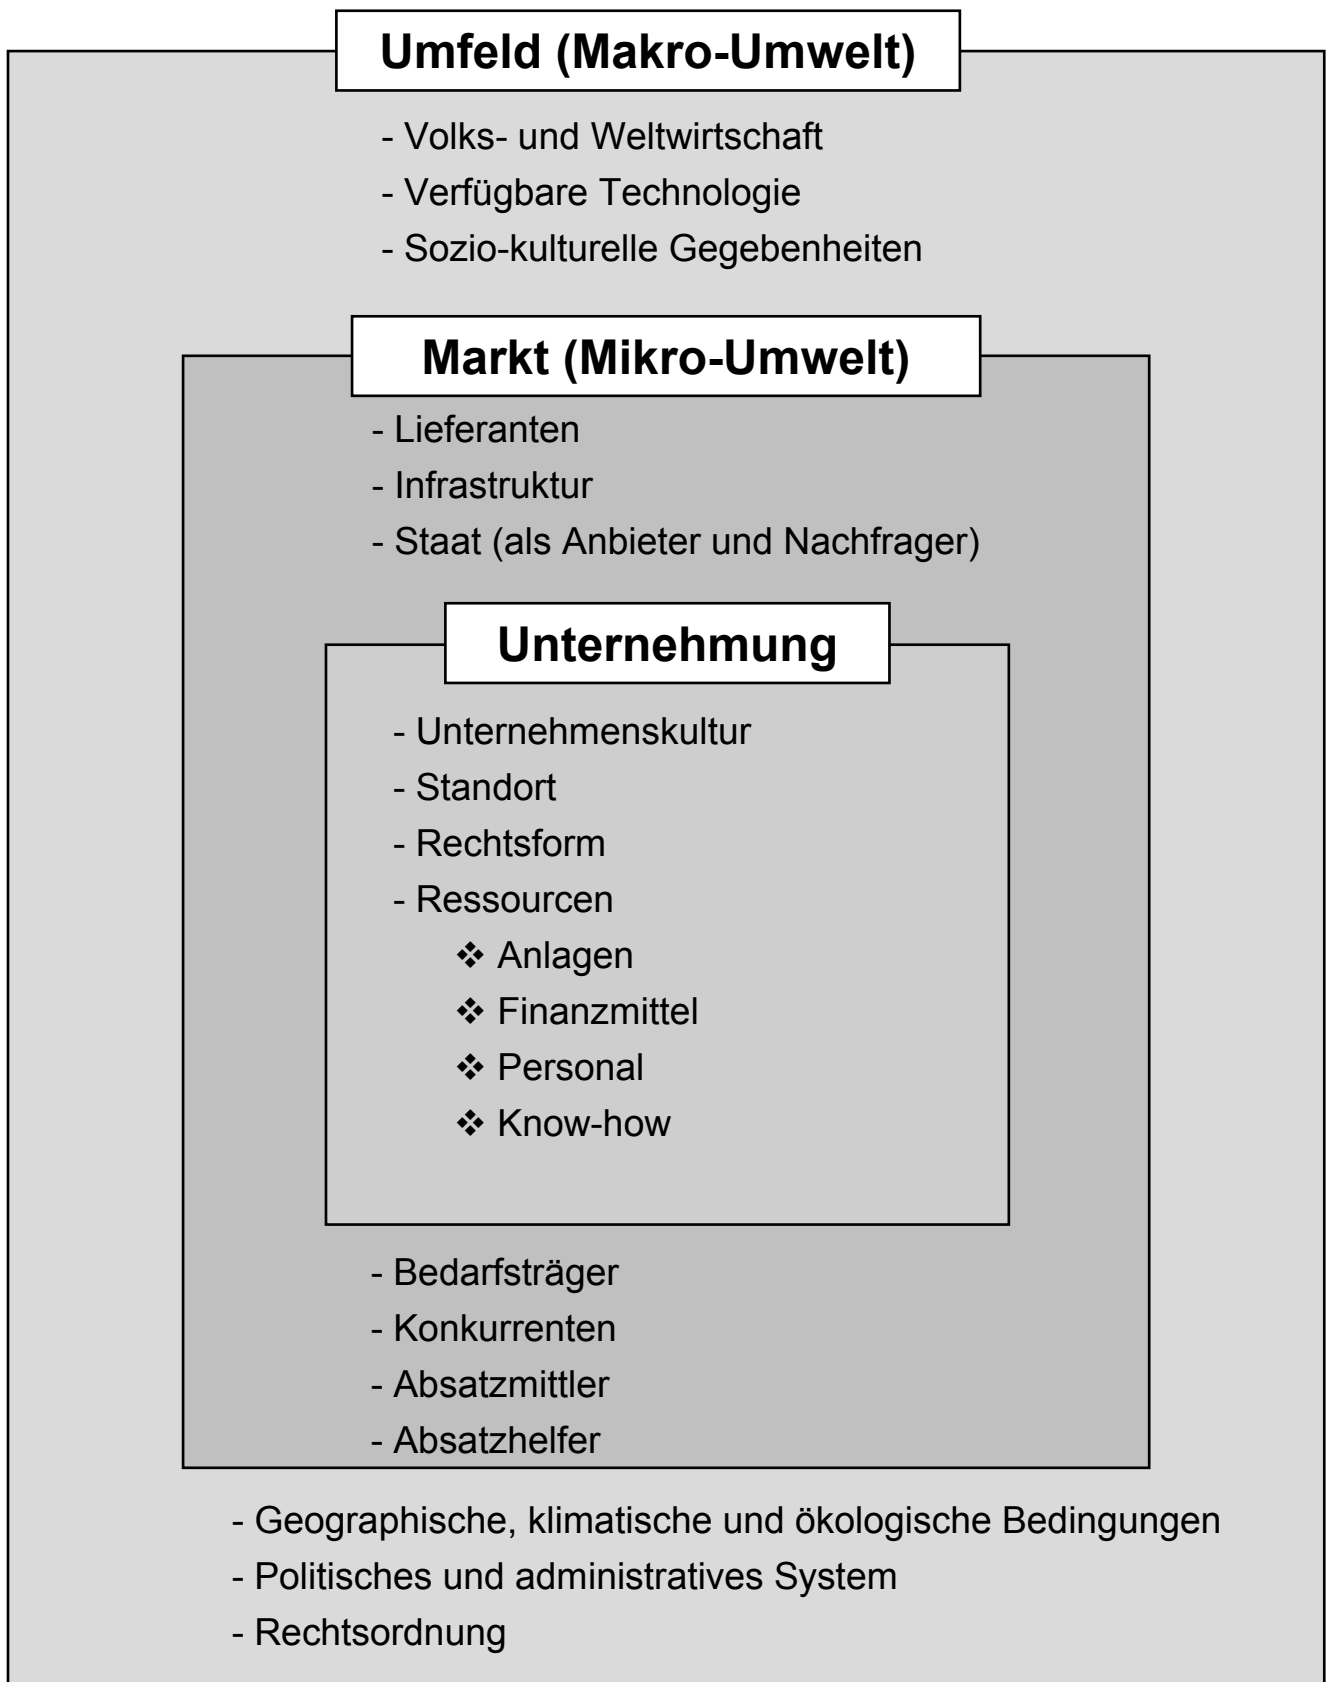 Umfeld (Makro-Umwelt)
- Volks- und Weltwirtschaft
- Verfügbare Technologie
- Sozio-kulturelle Gegebenheiten
Markt (Mikro-Umwelt)
- Lieferanten
- Infrastruktur
- Staat (als Anbieter und Nachfrager)
Unternehmung
- Unternehmenskultur
- Standort
- Rechtsform
- Ressourcen
❖ Anlagen
❖ Finanzmittel
❖ Personal
❖ Know-how
- Bedarfsträger
- Konkurrenten
- Absatzmittler
- Absatzhelfer
- Geographische, klimatische und ökologische Bedingungen
- Politisches und administratives System
- Rechtsordnung